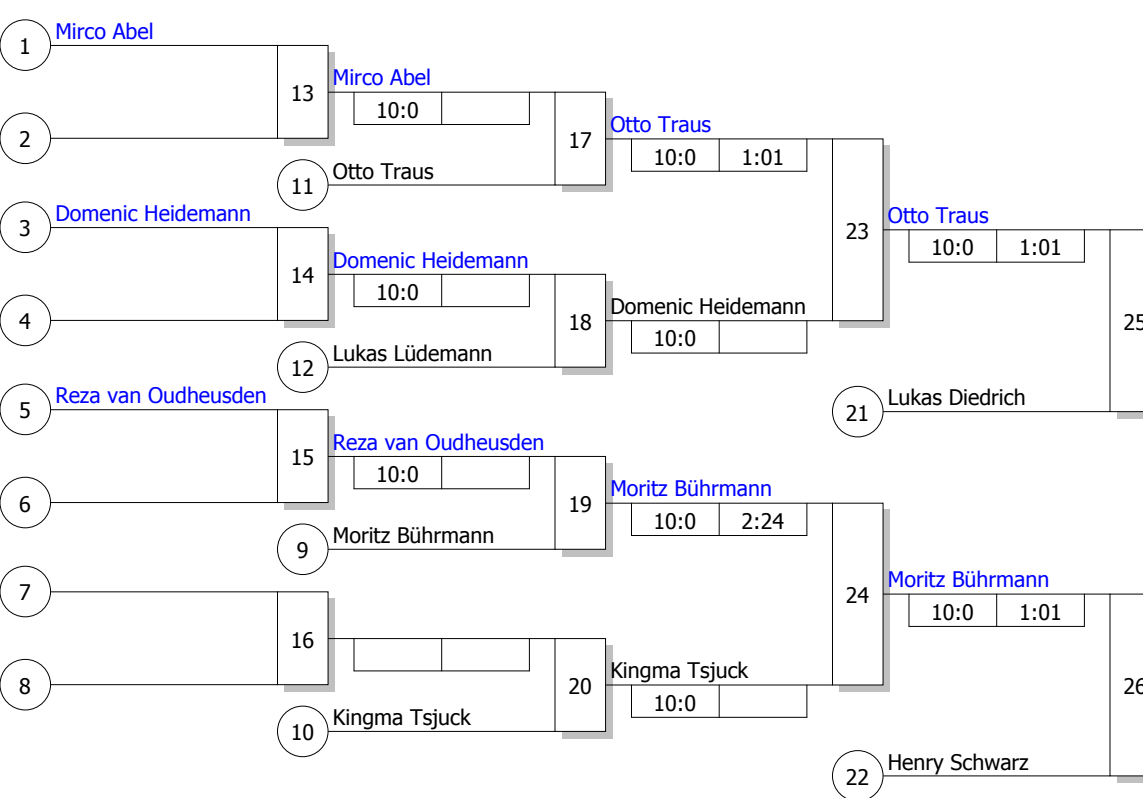 1 Mirco Abel
13 Mirco Abel
10:0
2
17 Otto Traus
10:0 1:01
11 Otto Traus
3 Domenic Heidemann
23 Otto Traus
10:0 1:01
14 Domenic Heidemann
10:0
4
18 Domenic Heidemann
10:0
12 Lukas Lüdemann
25
5 Reza van Oudheusden
21 Lukas Diedrich
15 Reza van Oudheusden
10:0
6
19 Moritz Bührmann
10:0 2:24
9 Moritz Bührmann
7
24 Moritz Bührmann
10:0 1:01
16
8
20 Kingma Tsjuck
10:0
10 Kingma Tsjuck
26
22 Henry Schwarz